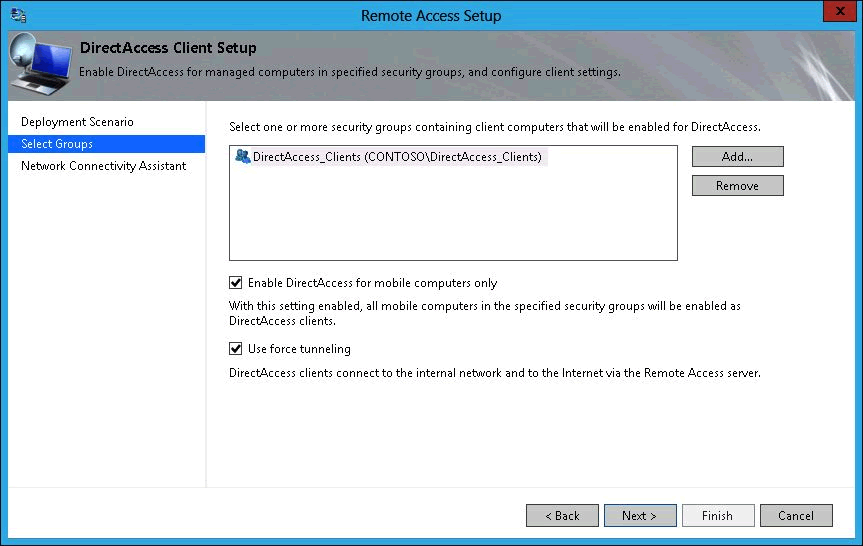 Remote Access Setup
X
DirectAccess Client Setup
Enable DirectAccess for managed computers in specified security groups, and configure client settings.
Deployment Scenario
Select Groups
Network Connectivity Assistant
Select one or more security groups containing client computers that will be enabled for DirectAccess.
DirectAccess_Clients (CONTOSO\DirectAccess_Clients)
Add...
Remove
Enable DirectAccess for mobile computers only
With this setting enabled, all mobile computers in the specified security groups will be enabled as
DirectAccess clients.
Use force tunneling
DirectAccess clients connect to the internal network and to the Internet via the Remote Access server.
< Back
Next >
Finish
Cancel